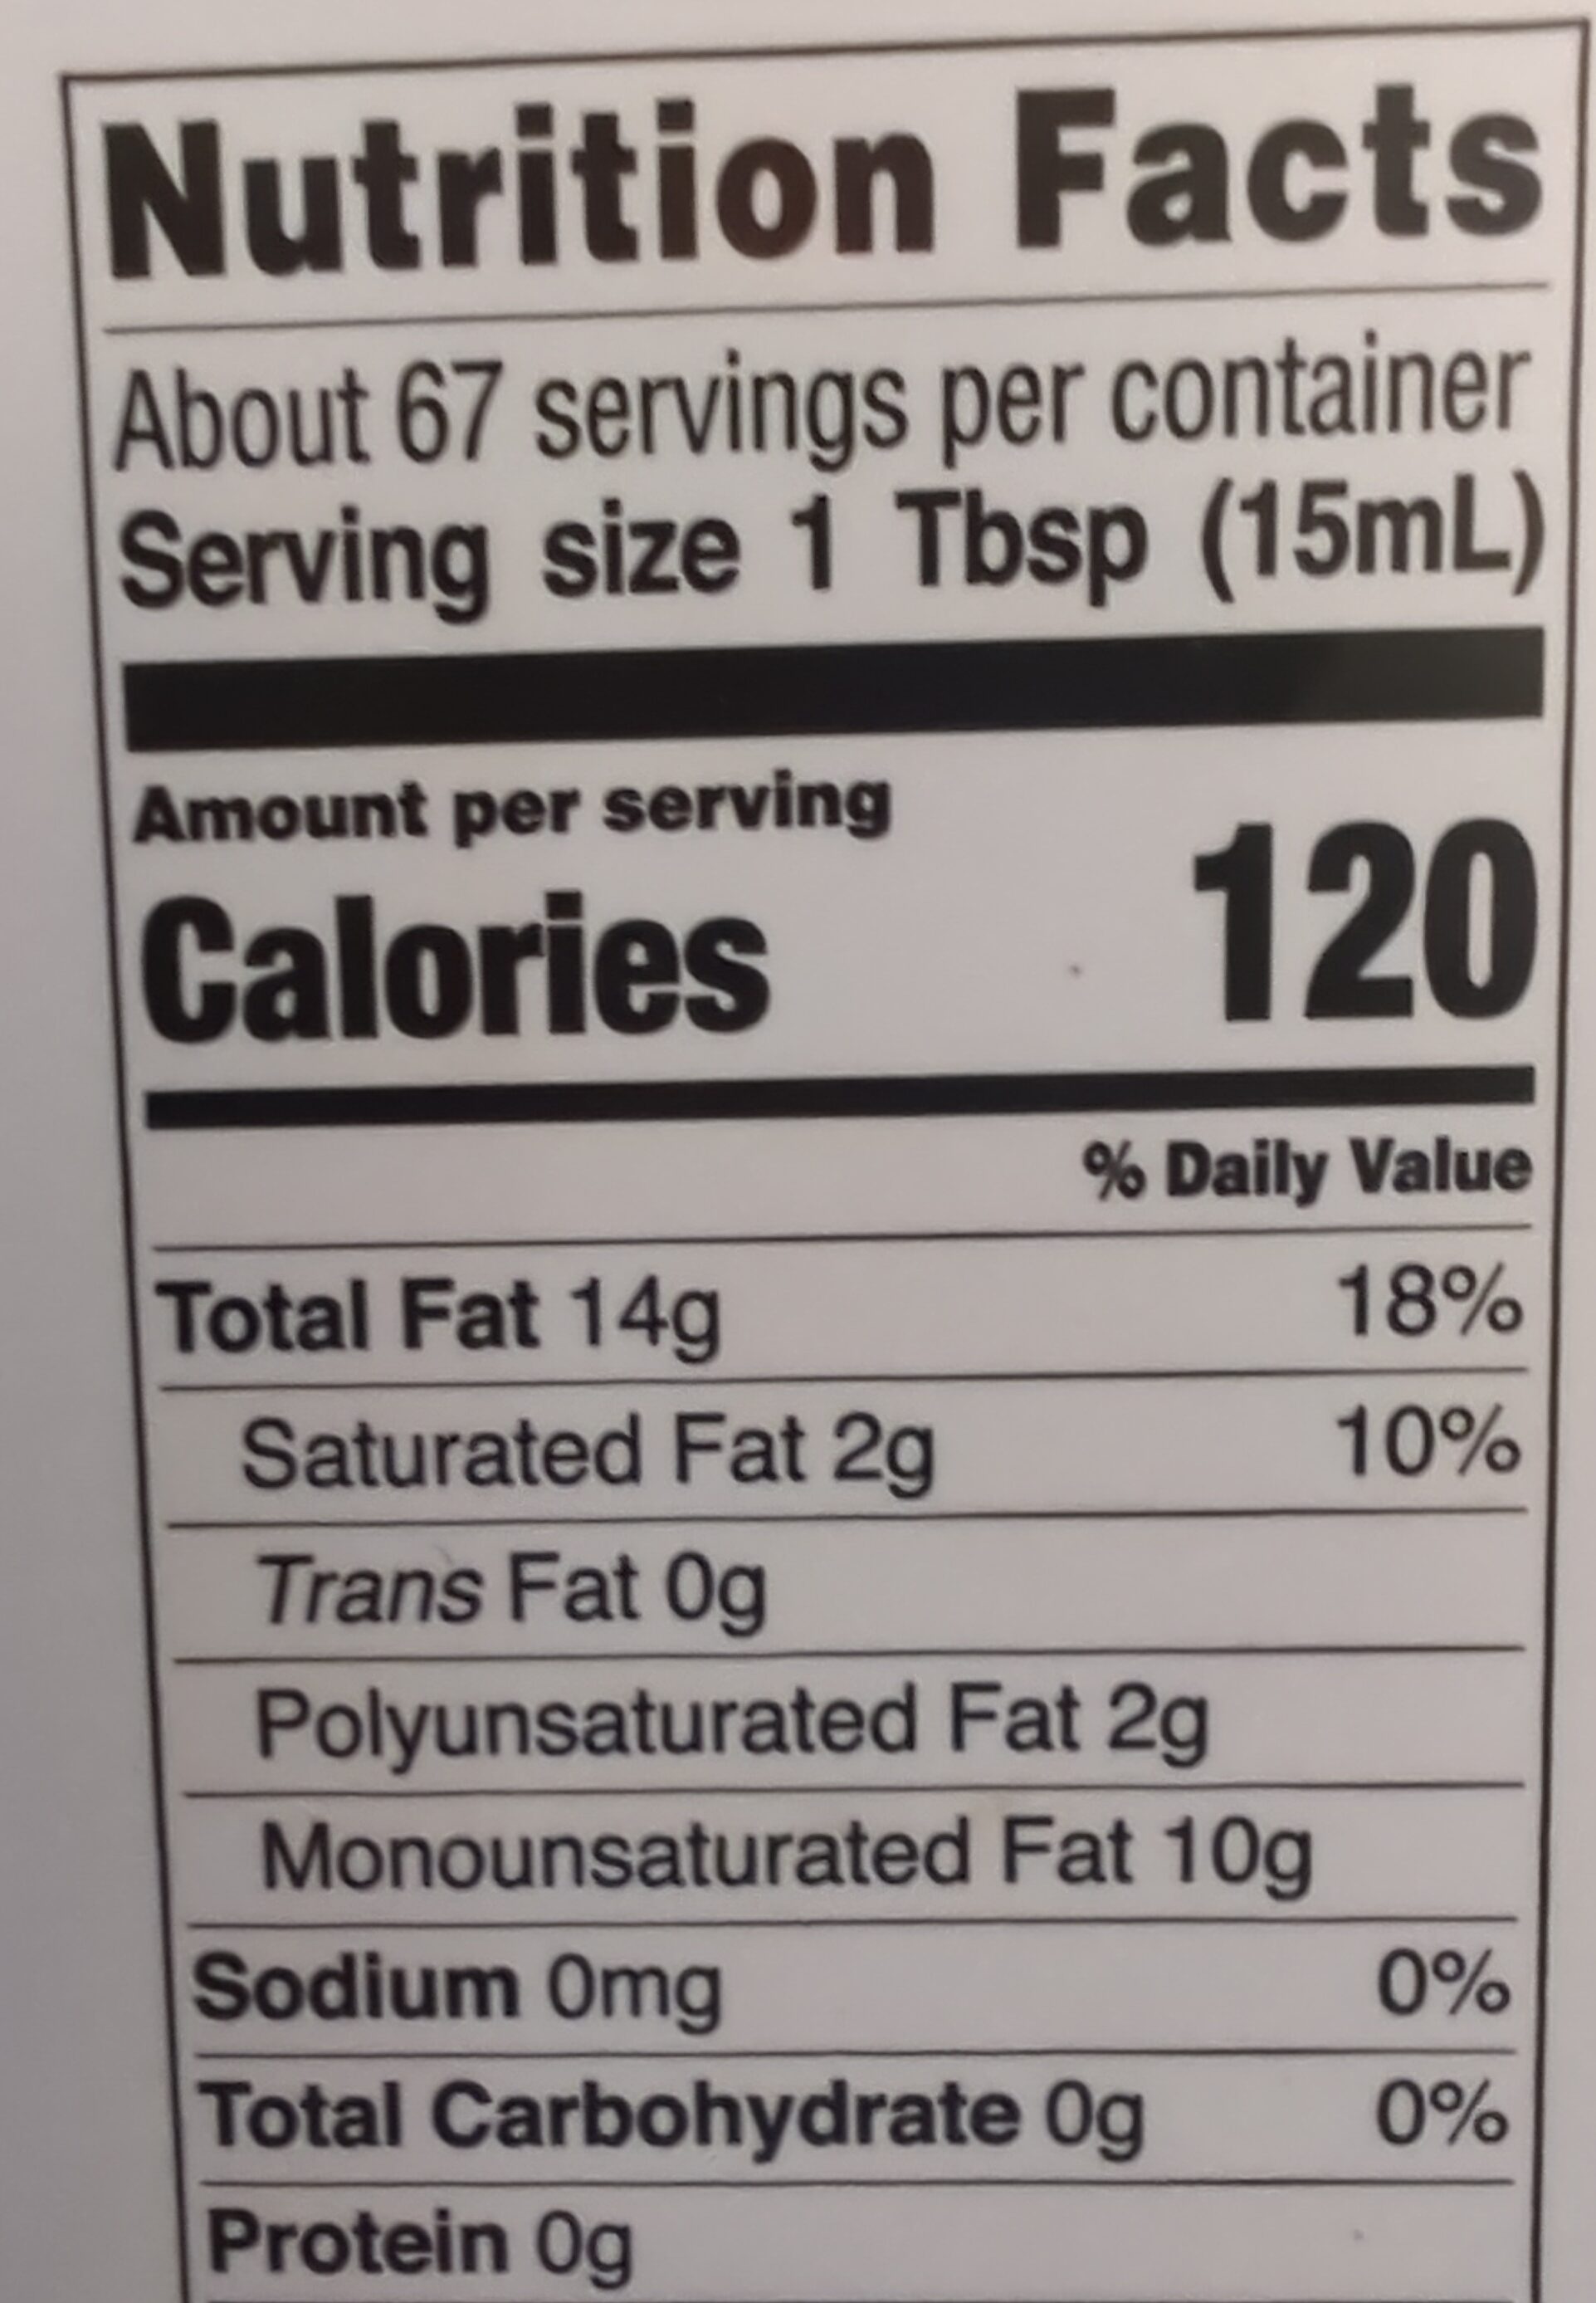 Nutrition Facts
About 67 servings per container
Serving size 1 Tbsp (15mL)
Amount per serving
Calories 120
% Daily Value
Total Fat 14g 18%
Saturated Fat 2g 10%
Trans Fat 0g
Polyunsaturated Fat 2g
Monounsaturated Fat 10g
Sodium 0mg 0%
Total Carbohydrate 0g 0%
Protein 0g